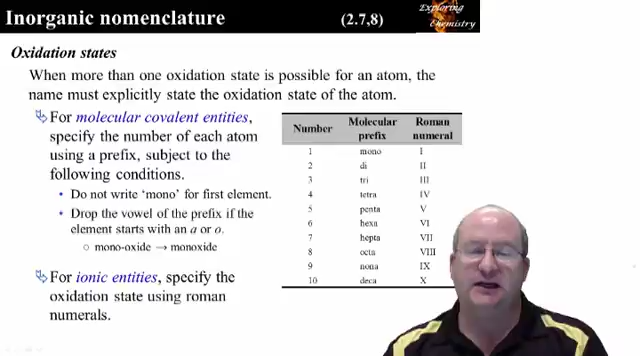 Inorganic nomenclature (2.7,8)
Exploring
Chemistry
Oxidation states
When more than one oxidation state is possible for an atom, the
name must explicitly state the oxidation state of the atom.
For molecular covalent entities,
specify the number of each atom
using a prefix, subject to the
following conditions.
• Do not write ‘mono’ for first element.
• Drop the vowel of the prefix if the
element starts with an a or o.
○ mono-oxide → monoxide
For ionic entities, specify the
oxidation state using roman
numerals.
Number Molecular prefix Roman numeral
1 mono I
2 di II
3 tri III
4 tetra IV
5 penta V
6 hexa VI
7 hepta VII
8 octa VIII
9 nona IX
10 deca X